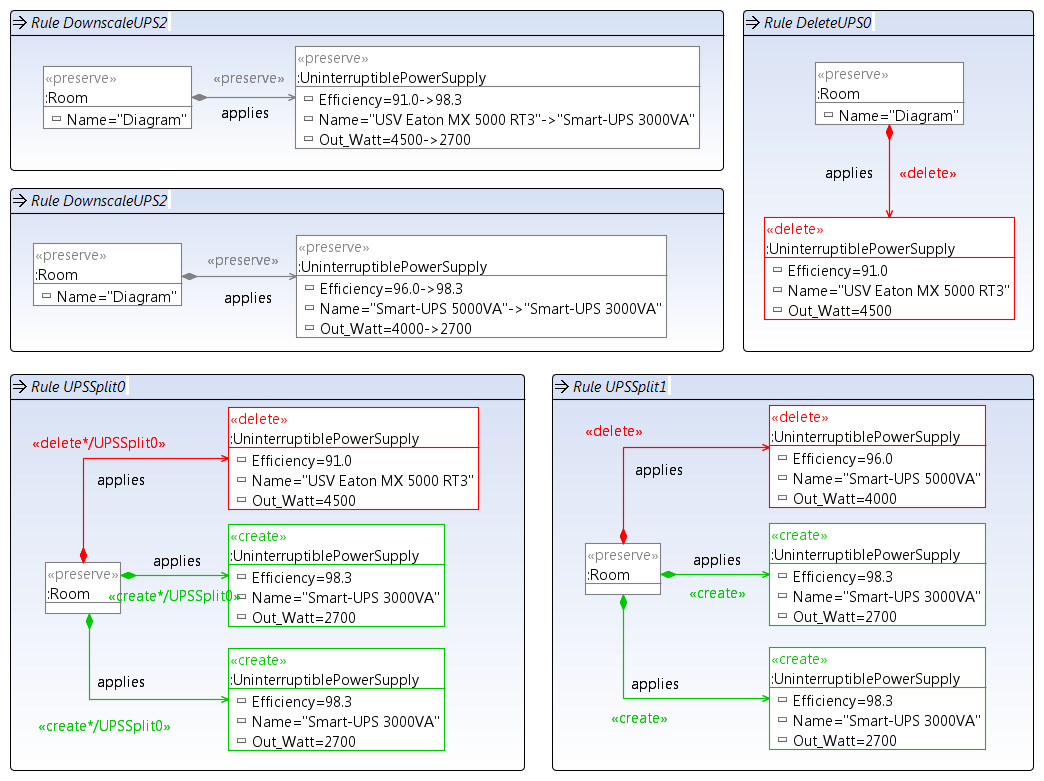 Rule DownscaleUPS2
«preserve»
:Room
Name="Diagram"
«preserve»
applies
«preserve»
:UninterruptiblePowerSupply
Efficiency=91.0->98.3
Name="USV Eaton MX 5000 RT3"->"Smart-UPS 3000VA"
Out_Watt=4500->2700
Rule DownscaleUPS2
«preserve»
:Room
Name="Diagram"
«preserve»
applies
«preserve»
:UninterruptiblePowerSupply
Efficiency=96.0->98.3
Name="Smart-UPS 5000VA"->"Smart-UPS 3000VA"
Out_Watt=4000->2700
Rule DeleteUPS0
«preserve»
:Room
Name="Diagram"
applies
«delete»
«delete»
:UninterruptiblePowerSupply
Efficiency=91.0
Name="USV Eaton MX 5000 RT3"
Out_Watt=4500
Rule UPSSplit0
«delete*/UPSSplit0»
applies
«delete»
:UninterruptiblePowerSupply
Efficiency=91.0
Name="USV Eaton MX 5000 RT3"
Out_Watt=4500
«preserve»
:Room
applies
«create*/UPSSplit0»
«create»
:UninterruptiblePowerSupply
Efficiency=98.3
Name="Smart-UPS 3000VA"
Out_Watt=2700
applies
«create*/UPSSplit0»
«create»
:UninterruptiblePowerSupply
Efficiency=98.3
Name="Smart-UPS 3000VA"
Out_Watt=2700
Rule UPSSplit1
«delete»
applies
«delete»
:UninterruptiblePowerSupply
Efficiency=96.0
Name="Smart-UPS 5000VA"
Out_Watt=4000
«preserve»
:Room
applies
«create»
«create»
:UninterruptiblePowerSupply
Efficiency=98.3
Name="Smart-UPS 3000VA"
Out_Watt=2700
applies
«create»
«create»
:UninterruptiblePowerSupply
Efficiency=98.3
Name="Smart-UPS 3000VA"
Out_Watt=2700